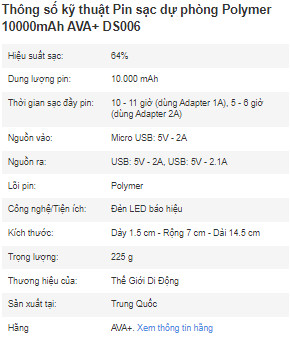 Thông số kỹ thuật Pin sạc dự phòng Polymer
10000mAh AVA+ DS006
Hiệu suất sạc: 64%
Dung lượng pin: 10.000 mAh
Thời gian sạc đầy pin: 10 - 11 giờ (dùng Adapter 1A), 5 - 6 giờ
(dùng Adapter 2A)
Nguồn vào: Micro USB: 5V - 2A
Nguồn ra: USB: 5V - 2A, USB: 5V - 2.1A
Lõi pin: Polymer
Công nghệ/Tiện ích: Đèn LED báo hiệu
Kích thước: Dày 1.5 cm - Rộng 7 cm - Dài 14.5 cm
Trọng lượng: 225 g
Thương hiệu của: Thế Giới Di Động
Sản xuất tại: Trung Quốc
Hãng AVA+. Xem thông tin hãng